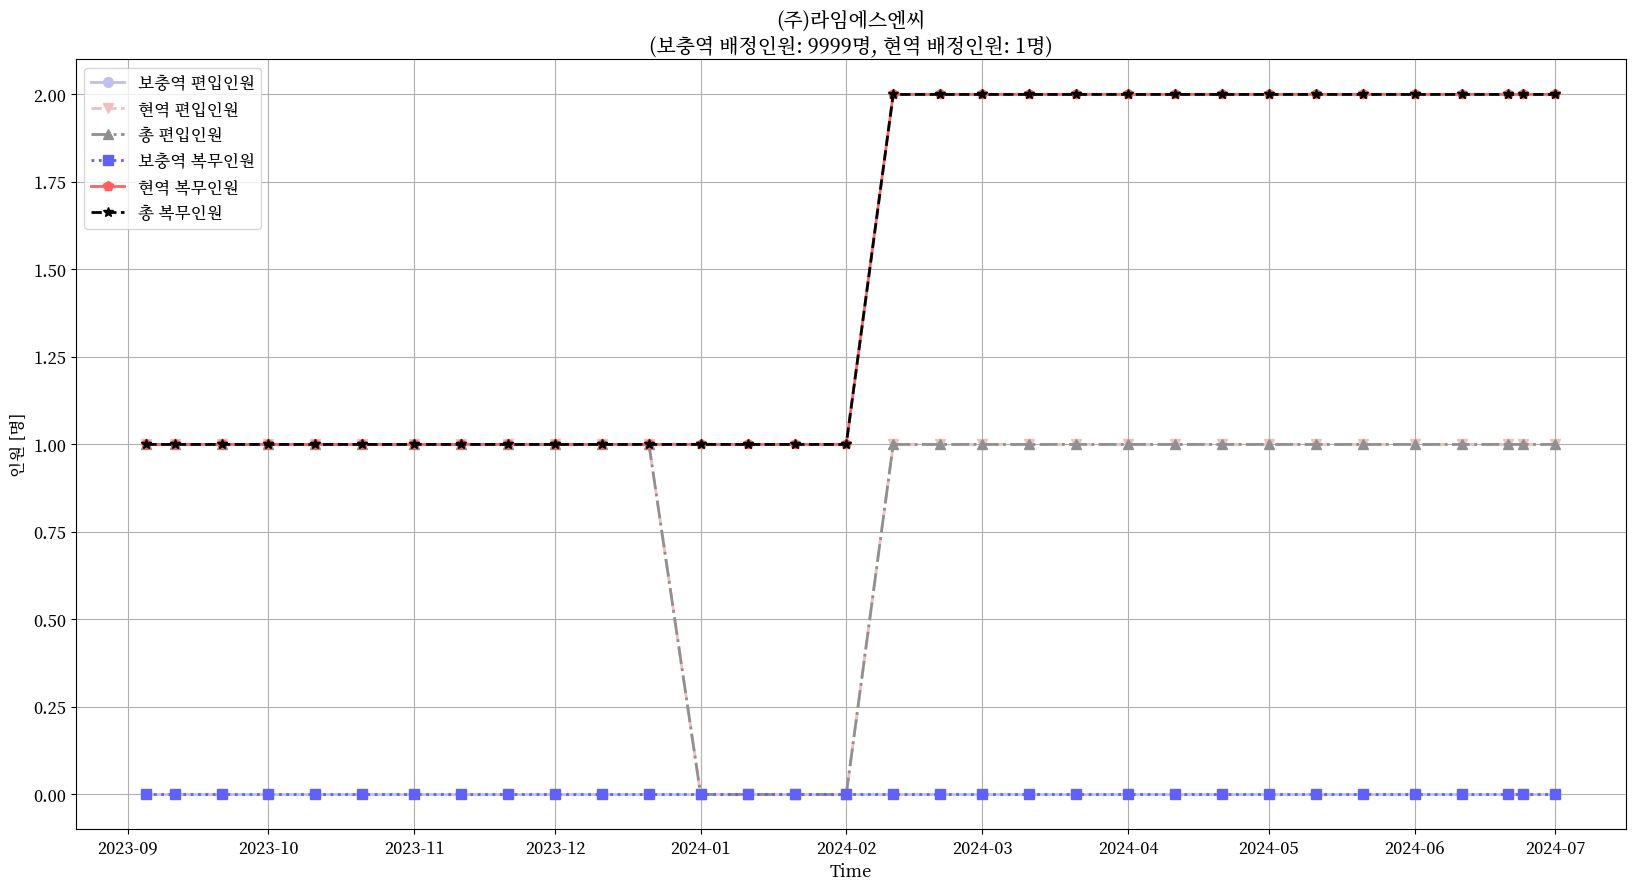 (주)라임에스엔씨
(보충역 배정인원: 9999명, 현역 배정인원: 1명)
보충역 편입인원
현역 편입인원
총 편입인원
보충역 복무인원
현역 복무인원
총 복무인원
2.00
1.75
1.50
1.25
1.00
0.75
0.50
0.25
0.00
인원 [명]
2023-09 2023-10 2023-11 2023-12 2024-01 2024-02 2024-03 2024-04 2024-05 2024-06 2024-07
Time